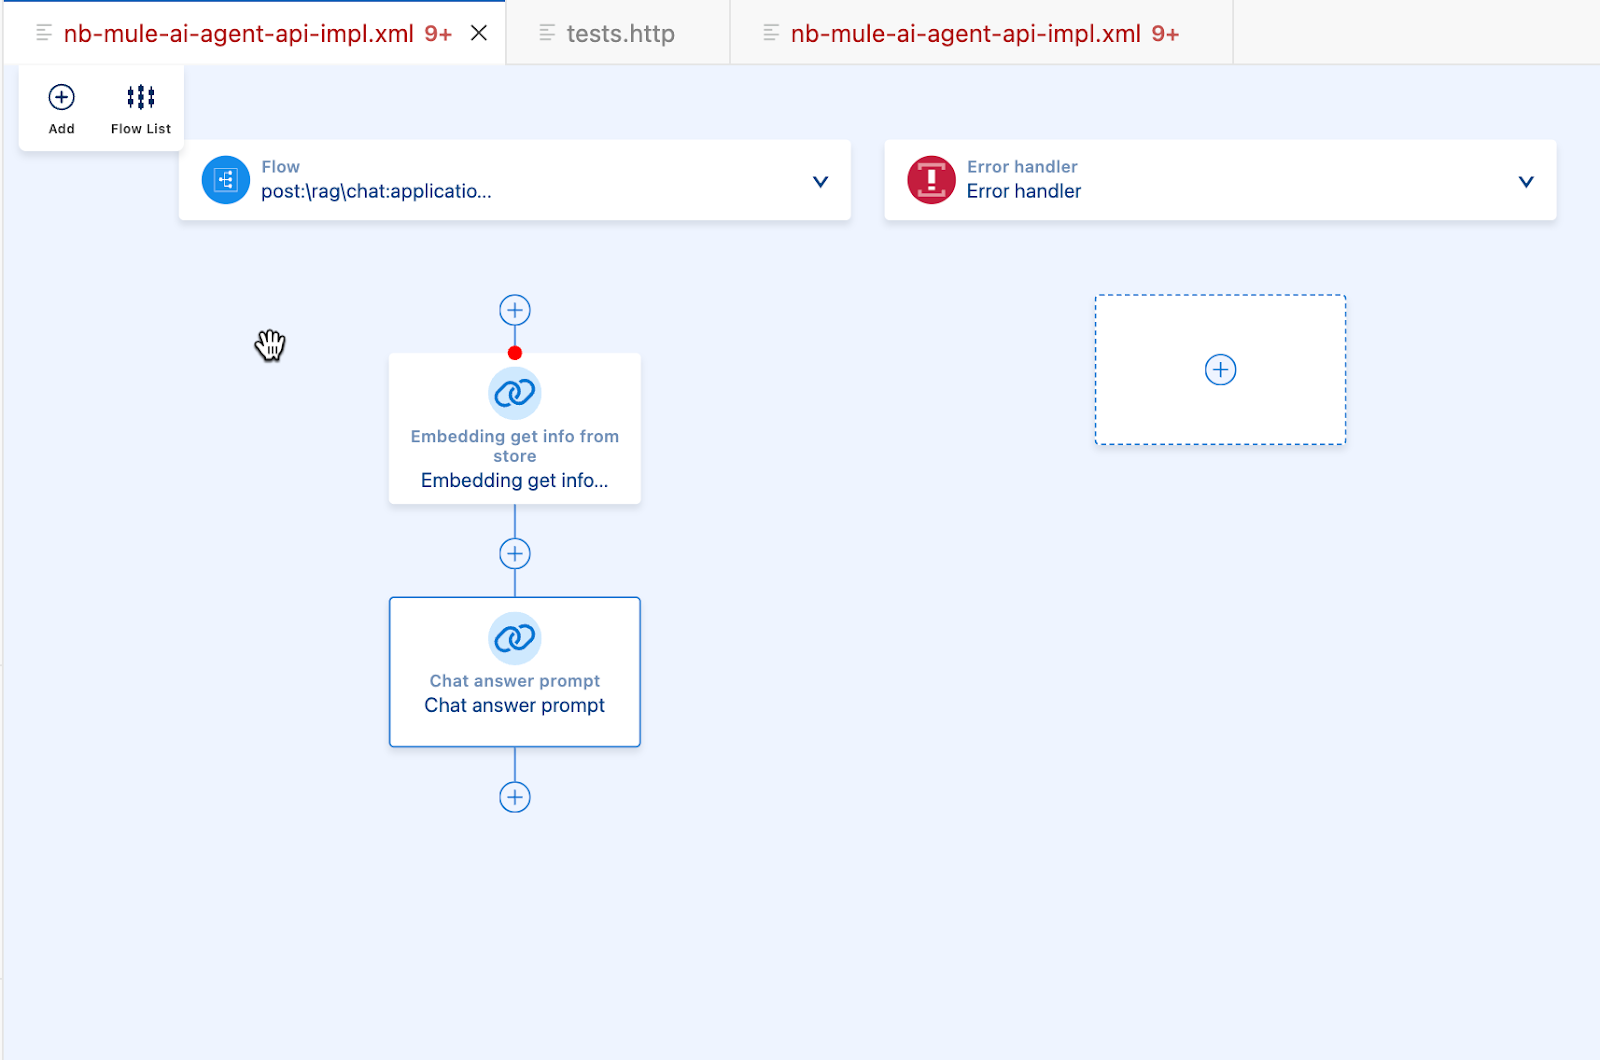 nb-mule-ai-agent-api-impl.xml 9+
tests.http
nb-mule-ai-agent-api-impl.xml 9+
Add
Flow List
Flow
post:\rag\chat:applicatio...
Error handler
Error handler
Embedding get info from
store
Embedding get info...
Chat answer prompt
Chat answer prompt